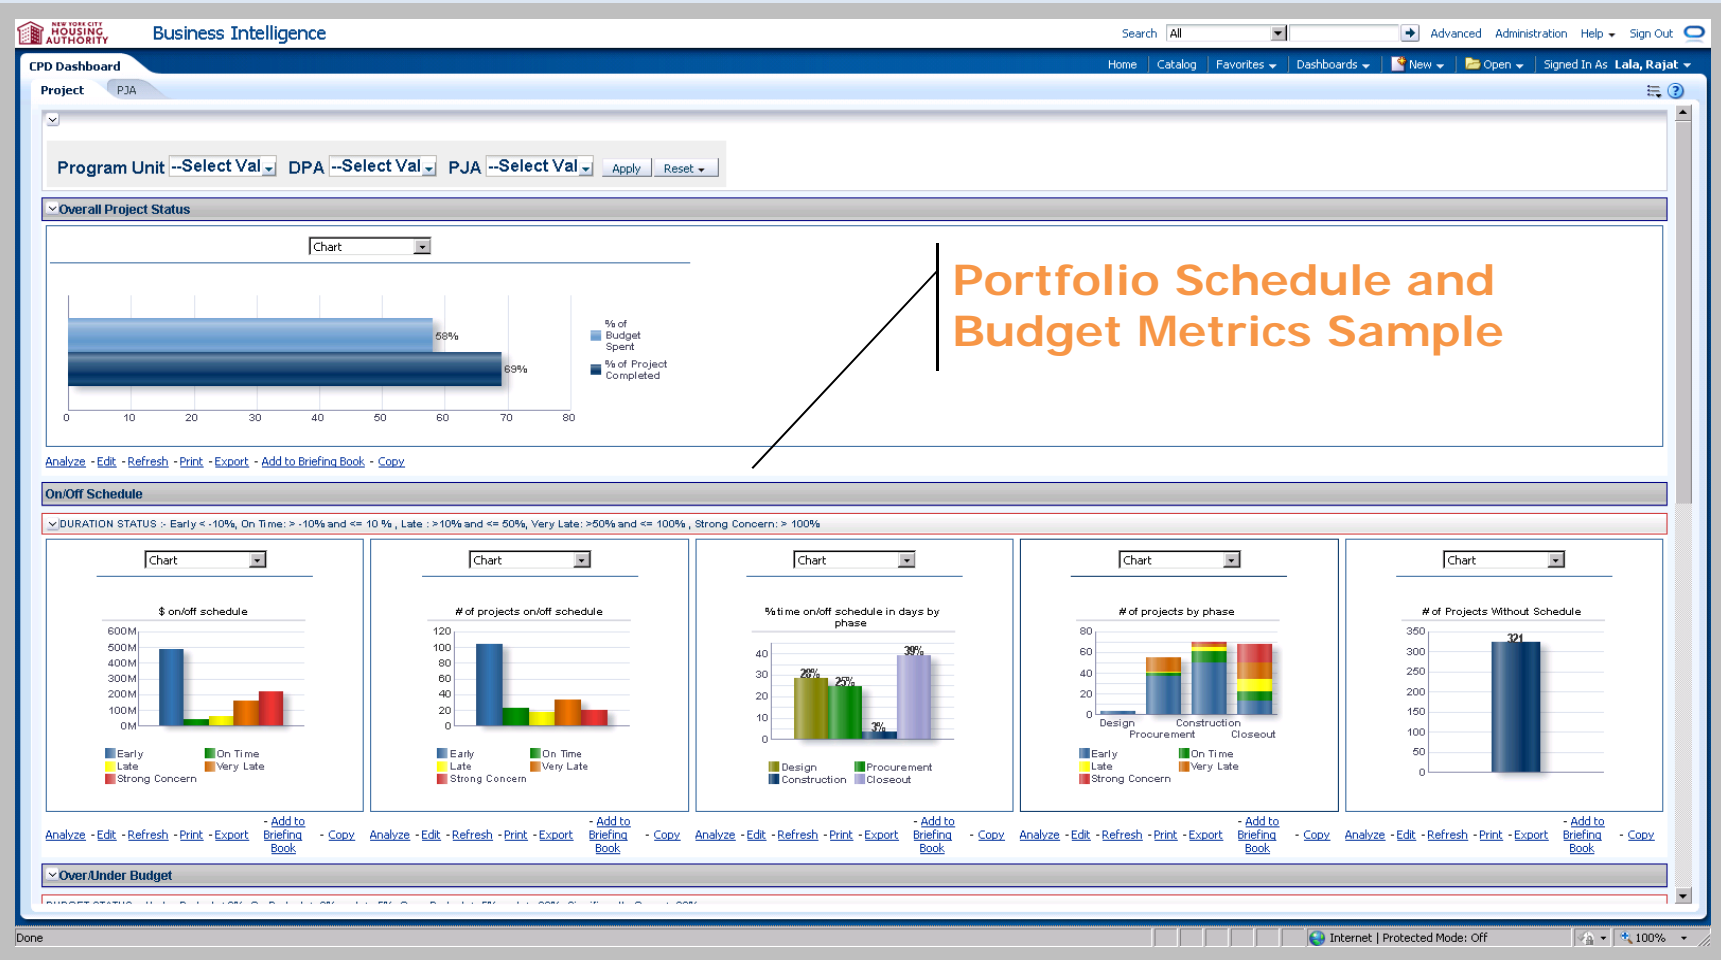 NEW YORK CITY
HOUSING
AUTHORITY
Business Intelligence
Search All Advanced Administration Help Sign Out
CPD Dashboard
Home Catalog Favorites Dashboards New Open Signed In As Lala, Rajat
Project PJA
Program Unit --Select Val DPA --Select Val PJA --Select Val Apply Reset
Overall Project Status
Chart
58%
69%
0 10 20 30 40 50 60 70 80
% of
Budget
Spent
% of Project
Completed
Portfolio Schedule and
Budget Metrics Sample
Analyze - Edit - Refresh - Print - Export - Add to Briefing Book - Copy
On/Off Schedule
DURATION STATUS :- Early < -10%, On Time: > -10% and <= 10 % , Late : >10% and <= 50%, Very Late: >50% and <= 100% , Strong Concern: > 100%
Chart
$ on/off schedule
600M
500M
400M
300M
200M
100M
0M
Early On Time
Late Very Late
Strong Concern
Chart
# of projects on/off schedule
120
100
80
60
40
20
0
Early On Time
Late Very Late
Strong Concern
Chart
% time on/off schedule in days by
phase
40
30
20
10
0
28% 25% 3% 39%
Design Procurement
Construction Closeout
Chart
# of projects by phase
80
60
40
20
0
Design Construction
Procurement Closeout
Early On Time
Late Very Late
Strong Concern
Chart
# of Projects Without Schedule
350
300
250
200
150
100
50
0
321
Analyze - Edit - Refresh - Print - Export - Add to Briefing Book - Copy
Analyze - Edit - Refresh - Print - Export - Add to Briefing Book - Copy
Analyze - Edit - Refresh - Print - Export - Add to Briefing Book - Copy
Analyze - Edit - Refresh - Print - Export - Add to Briefing Book - Copy
Analyze - Edit - Refresh - Print - Export - Add to Briefing Book - Copy
Over/Under Budget
Done
Internet | Protected Mode: Off
100%